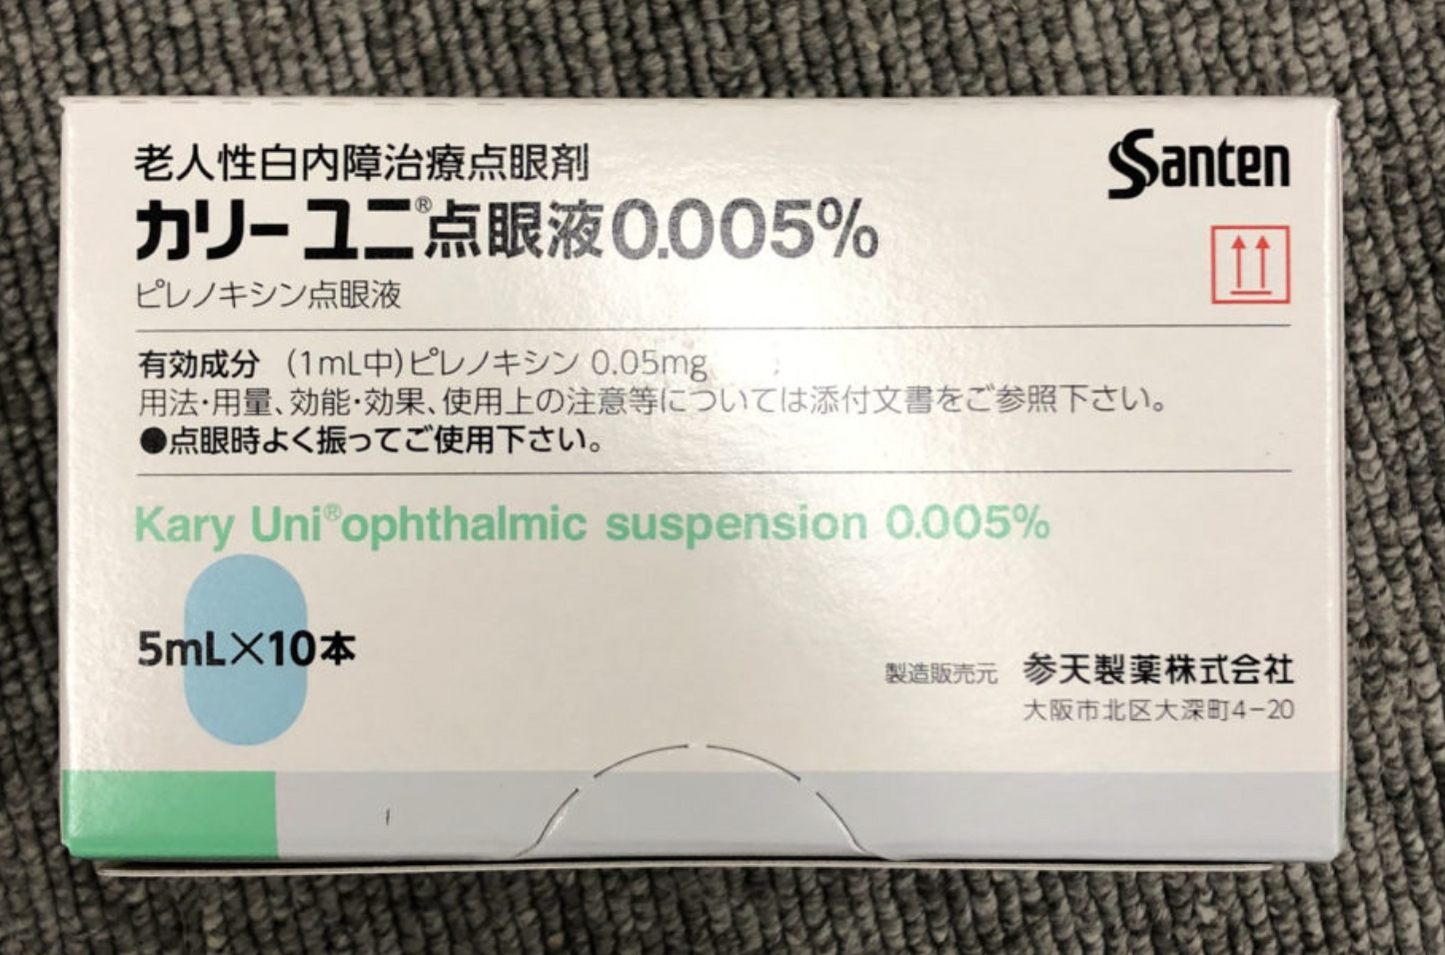 老人性白内障治療点眼剤
Santen
カリーユニ®点眼液0.005%
ピレノキシン点眼液
有効成分 (1mL中)ピレノキシン 0.05mg
用法・用量、効能・効果、使用上の注意等については添付文書をご参照下さい。
●点眼時よく振ってご使用下さい。
Kary Uni®ophthalmic suspension 0.005%
5mL×10本
製造販売元 参天製薬株式会社
大阪市北区大深町4-20